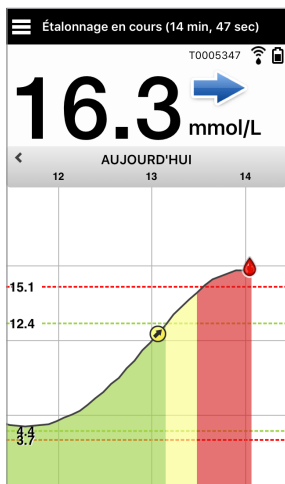 Étalonnage en cours (14 min, 47 sec)
T0005347
16.3 mmol/L
AUJOURD'HUI
12 13 14
15.1
12.4
4.4
3.7